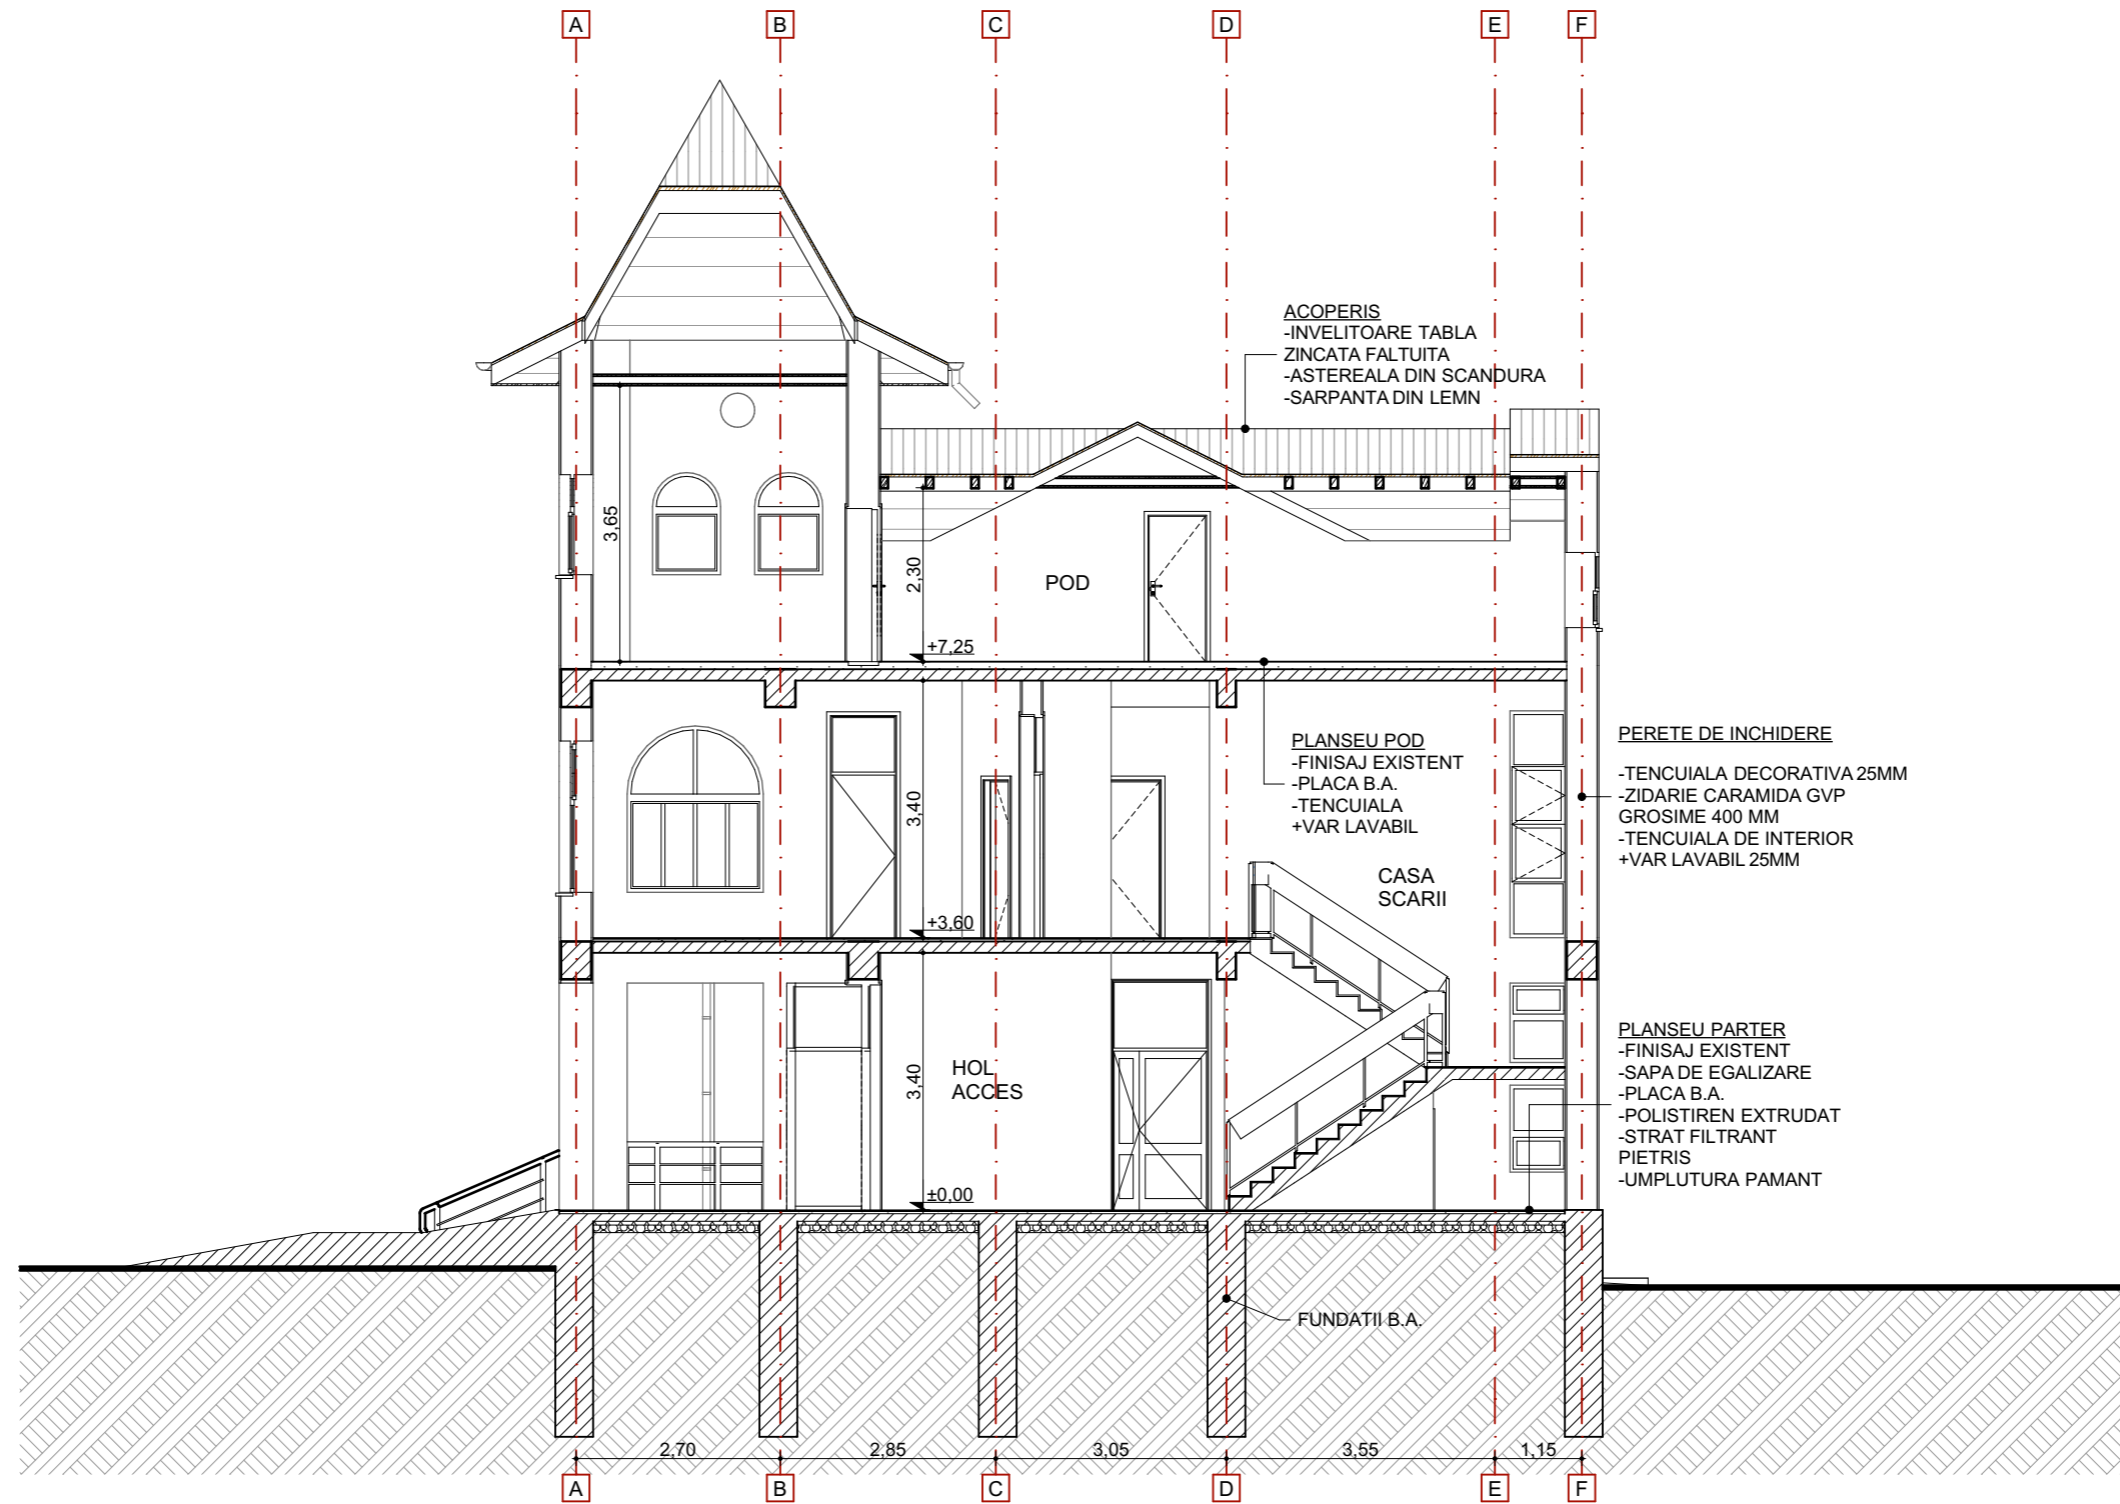 A B C D E F
ACOPERIS
-INVELITOARE TABLA
ZINCATA FALTUITA
-ASTEREALA DIN SCANDURA
-SARPANTA DIN LEMN
3,65
2,30
POD
+7,25
PLANSEU POD
-FINISAJ EXISTENT
-PLACA B.A.
-TENCUIALA
+VAR LAVABIL
PERETE DE INCHIDERE
-TENCUIALA DECORATIVA 25MM
-ZIDARIE CARAMIDA GVP
GROSIME 400 MM
-TENCUIALA DE INTERIOR
+VAR LAVABIL 25MM
3,40
CASA
SCARII
+3,60
HOL
ACCES
3,40
PLANSEU PARTER
-FINISAJ EXISTENT
-SAPA DE EGALIZARE
-PLACA B.A.
-POLISTIREN EXTRUDAT
-STRAT FILTRANT
PIETRIS
-UMPLUTURA PAMANT
±0,00
FUNDATII B.A.
2,70 2,85 3,05 3,55 1,15
A B C D E F